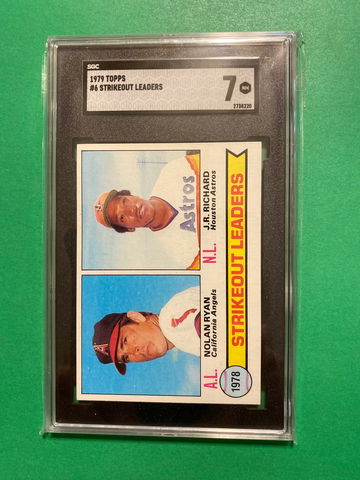 SGC
1979 TOPPS
#6 STRIKEOUT LEADERS
7
NM
2738220
Astros
A
A.L.
NOLAN RYAN
California Angels
N.L.
J.R. RICHARD
Houston Astros
1978
STRIKEOUT LEADERS